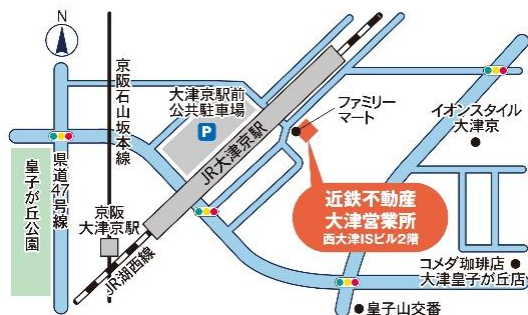 N
京阪石山坂本線
大津京駅前
公共駐車場
P
JR大津京駅
ファミリー
マート
イオンスタイル
大津京
皇子が丘公園
県道47号線
京阪
大津京駅
JR湖西線
近鉄不動産
大津営業所
西大津ISビル2階
コメダ珈琲店
大津皇子が丘店
皇子山交番